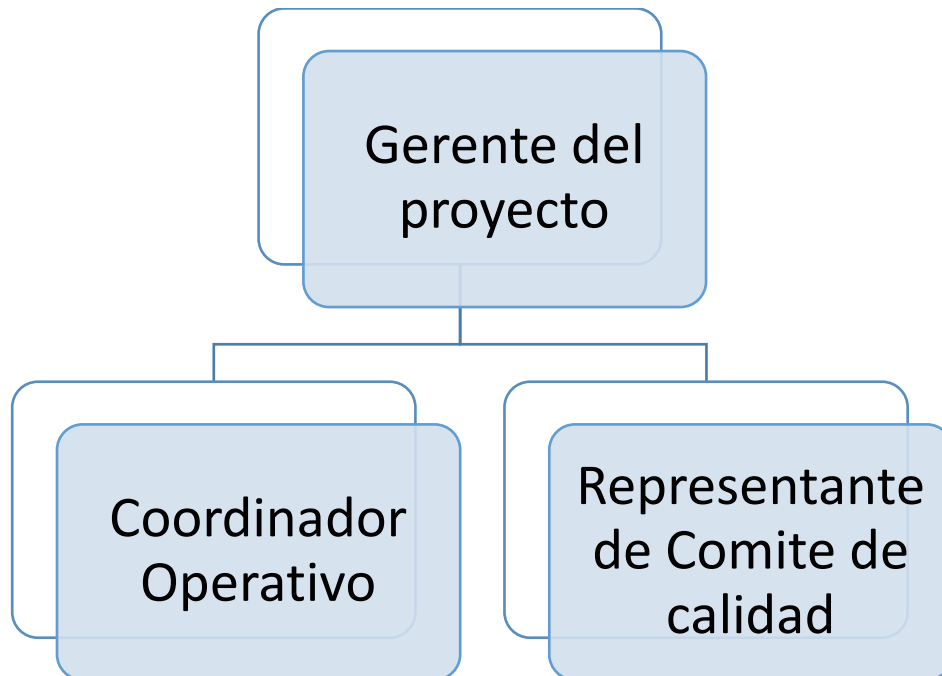 Gerente del
proyecto
Coordinador
Operativo
Representante
de Comite de
calidad